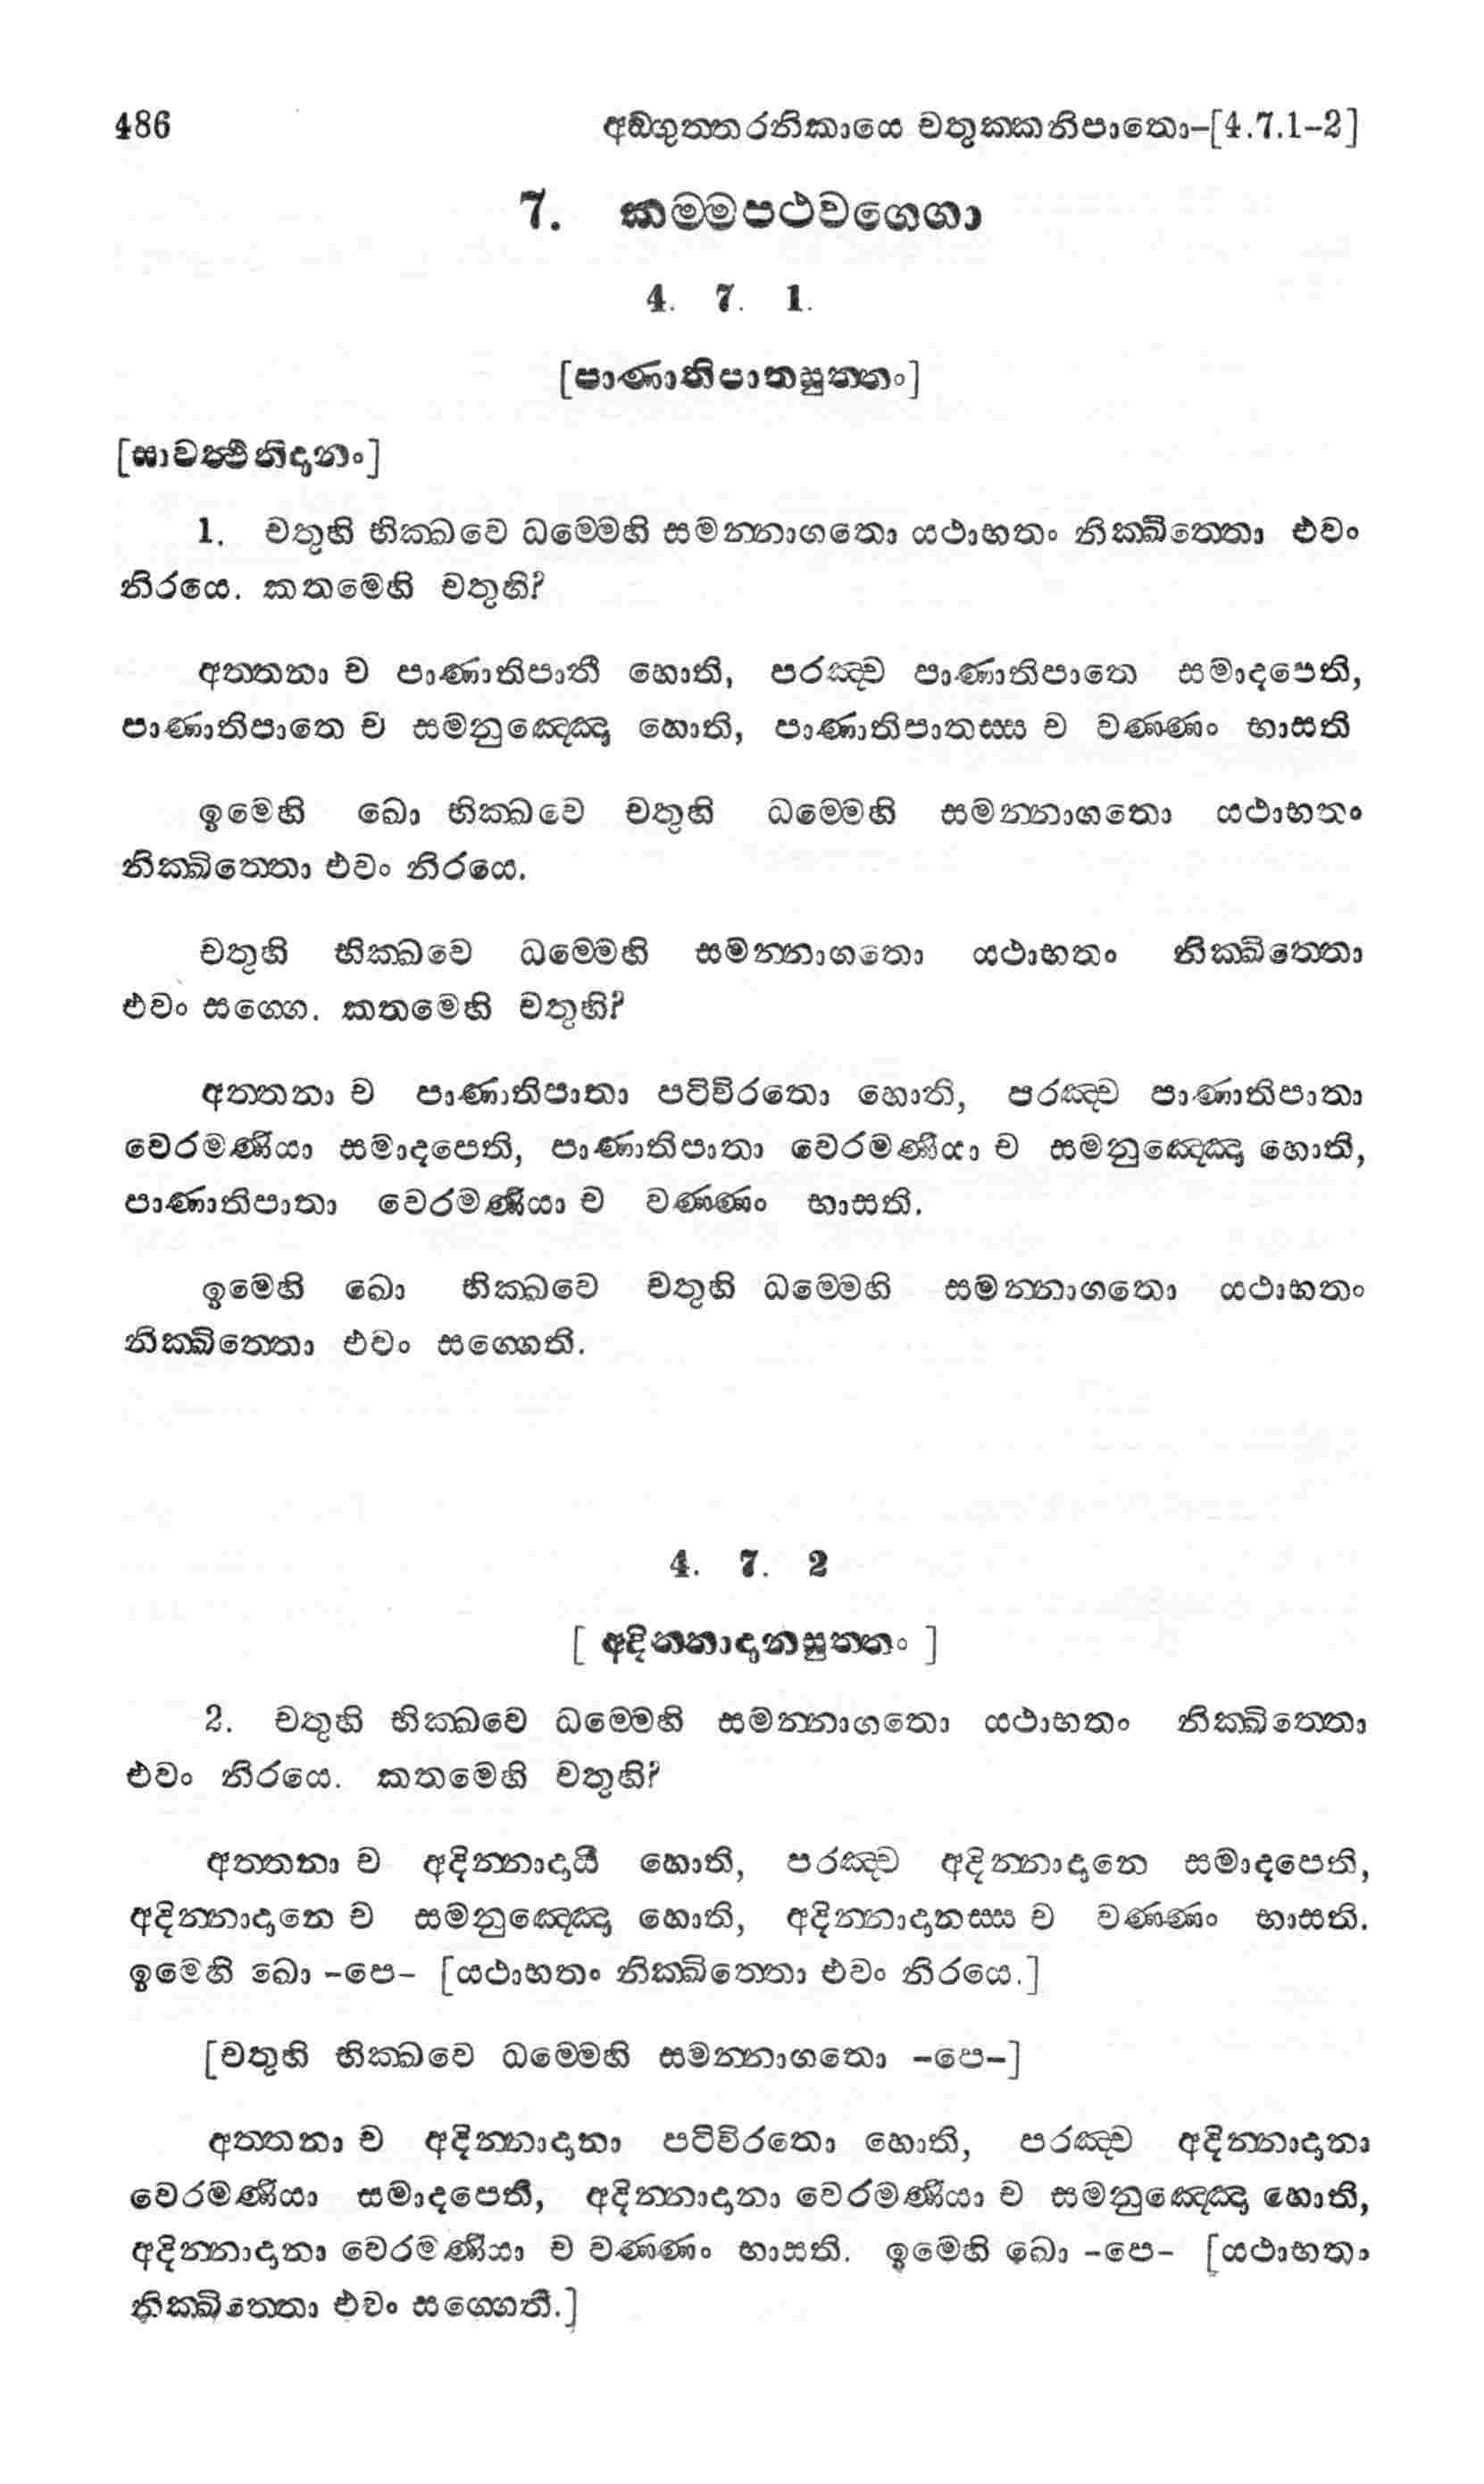 486 අඞ්ගුත්තරනිකායෙ චතුක්කනිපාතො-[4.7.1-2]
7. කම්මපථවග්ගො
4. 7. 1.
[පාණාතිපාතසුත්තං]
[සාවත්ථිනිදානං]
1. චතූහි භික්ඛවෙ ධම්මෙහි සමන්නාගතො යථාභතං නික්ඛිත්තො එවං
නිරයෙ. කතමෙහි චතුහි?
අත්තනා ච පාණාතිපාතී හොති, පරඤ්ච පාණාතිපාතෙ සමාදපෙති,
පාණාතිපාතෙ ච සමනුඤ්ඤො හොති, පාණාතිපාතස්ස ච වණ්ණං භාසති
ඉමෙහි ඛො භික්ඛවෙ චතුහි ධම්මෙහි සමන්නාගතො යථාභතං
නික්ඛිත්තො එවං නිරයෙ.
චතුහි භික්ඛවෙ ධම්මෙහි සමන්නාගතො යථාභතං නික්ඛිත්තො
එවං සග්ගෙ. කතමෙහි චතුහි?
අත්තනා ච පාණාතිපාතා පටිවිරතො හොති, පරඤ්ච පාණාතිපාතා
වෙරමණියා සමාදපෙති, පාණාතිපාතා වෙරමණියා ච සමනුඤ්ඤො හොති,
පාණාතිපාතා වෙරමණියා ච වණ්ණං භාසති.
ඉමෙහි ඛො භික්ඛවෙ චතුහි ධම්මෙහි සමන්නාගතො යථාභතං
නික්ඛිත්තො එවං සග්ගෙති.
4. 7. 2
[ අදින්නාදානසුත්තං ]
2. චතුහි භික්ඛවෙ ධම්මෙහි සමන්නාගතො යථාභතං නික්ඛිත්තො
එවං නිරයෙ. කතමෙහි චතුහි?
අත්තනා ච අදින්නාදායී හොති, පරඤ්ච අදින්නාදානෙ සමාදපෙති,
අදින්නාදානෙ ච සමනුඤ්ඤො හොති, අදින්නාදානස්ස ච වණ්ණං භාසති.
ඉමෙහි ඛො -පෙ- [යථාභතං නික්ඛිත්තො එවං නිරයෙ.]
[චතුහි භික්ඛවෙ ධම්මෙහි සමන්නාගතො -පෙ-]
අත්තනා ච අදින්නාදානා පටිවිරතො හොති, පරඤ්ච අදින්නාදානා
වෙරමණියා සමාදපෙති, අදින්නාදානා වෙරමණියා ච සමනුඤ්ඤො හොති,
අදින්නාදානා වෙරමණියා ච වණ්ණං භාසති. ඉමෙහි ඛො -පෙ- [යථාභතං
නික්ඛිත්තො එවං සග්ගෙති.]